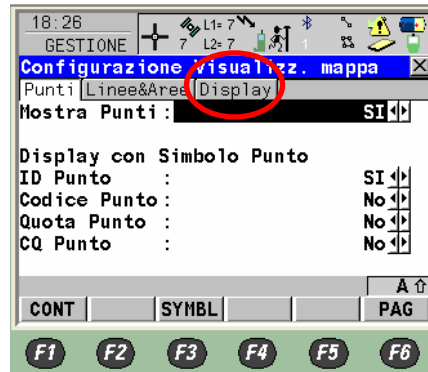 18:26
GESTIONE
7
L1= 7
L2= 7
1
Configurazione Visualizz. mappa
Punti Linee&Aree Display
Mostra Punti: SI
Display con Simbolo Punto
ID Punto : SI
Codice Punto: No
Quota Punto : No
CQ Punto : No
A
CONT SYMBL PAG
F1 F2 F3 F4 F5 F6